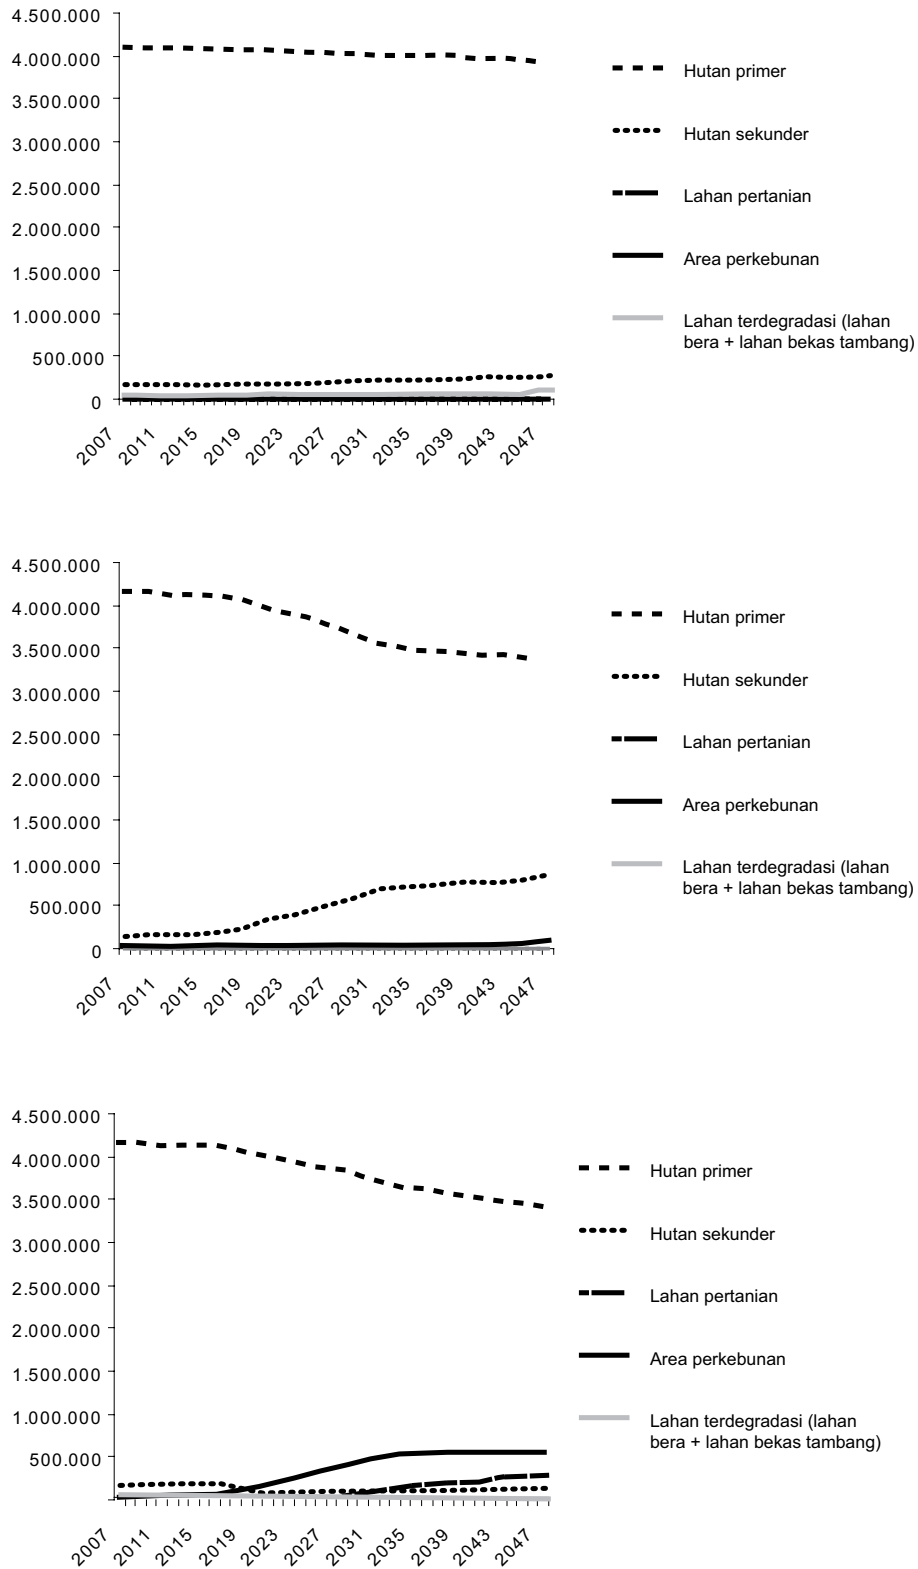 4.500.000
4.000.000
3.500.000
3.000.000
2.500.000
2.000.000
1.500.000
1.000.000
500.000
0
2007 2011 2015 2019 2023 2027 2031 2035 2039 2043 2047
Hutan primer
Hutan sekunder
Lahan pertanian
Area perkebunan
Lahan terdegradasi (lahan
bera + lahan bekas tambang)
4.500.000
4.000.000
3.500.000
3.000.000
2.500.000
2.000.000
1.500.000
1.000.000
500.000
0
2007 2011 2015 2019 2023 2027 2031 2035 2039 2043 2047
Hutan primer
Hutan sekunder
Lahan pertanian
Area perkebunan
Lahan terdegradasi (lahan
bera + lahan bekas tambang)
4.500.000
4.000.000
3.500.000
3.000.000
2.500.000
2.000.000
1.500.000
1.000.000
500.000
2007 2011 2015 2019 2023 2027 2031 2035 2039 2043 2047
Hutan primer
Hutan sekunder
Lahan pertanian
Area perkebunan
Lahan terdegradasi (lahan
bera + lahan bekas tambang)